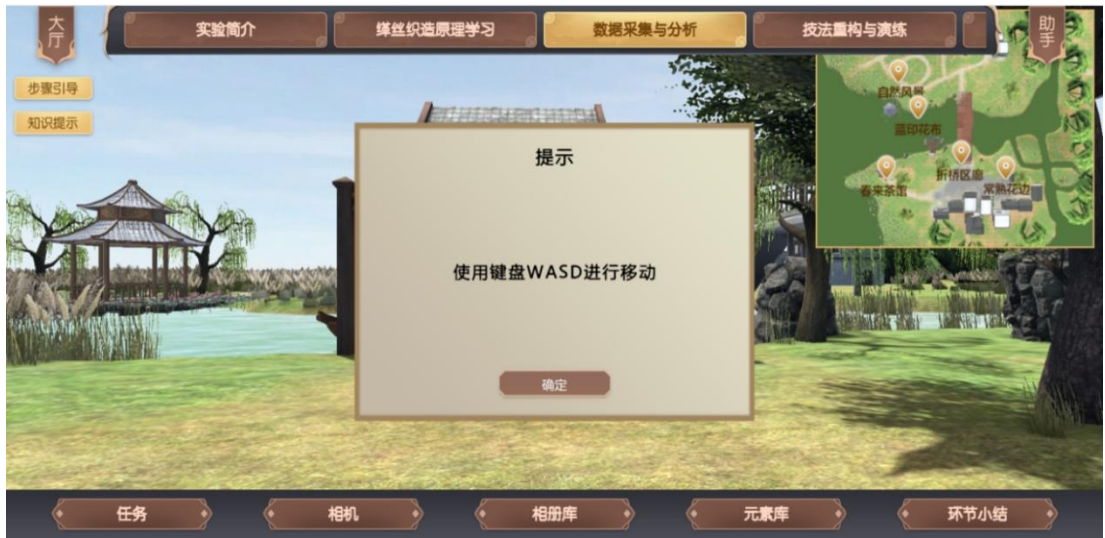 大厅
实验简介
缂丝织造原理学习
数据采集与分析
技法重构与演练
助手
步骤引导
知识提示
自然风景
蓝印花布
折桥区廊
春来茶馆
常熟花边
提示
使用键盘WASD进行移动
确定
任务
相机
相册库
元素库
环节小结